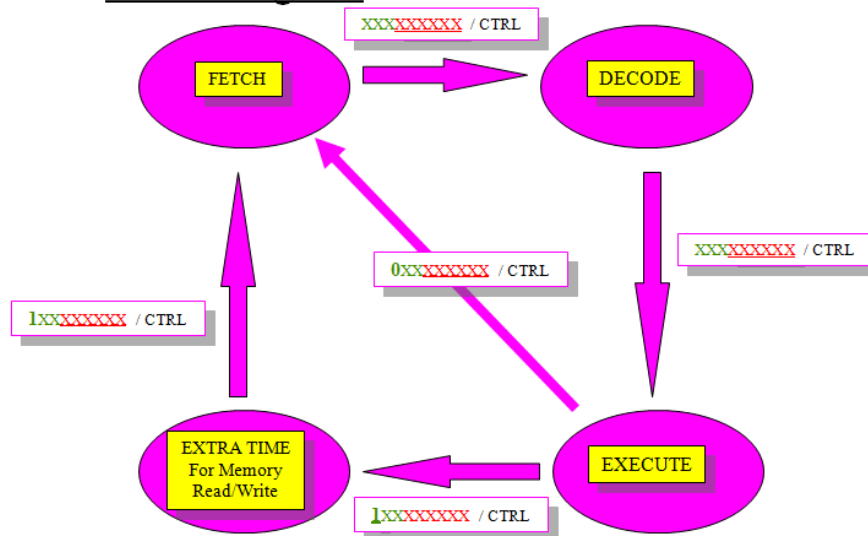 XXXXXXXXX / CTRL
FETCH
DECODE
XXXXXXXXX / CTRL
0XXXXXXXX / CTRL
1XXXXXXXX / CTRL
EXTRA TIME
For Memory
Read/Write
EXECUTE
1XXXXXXXX / CTRL